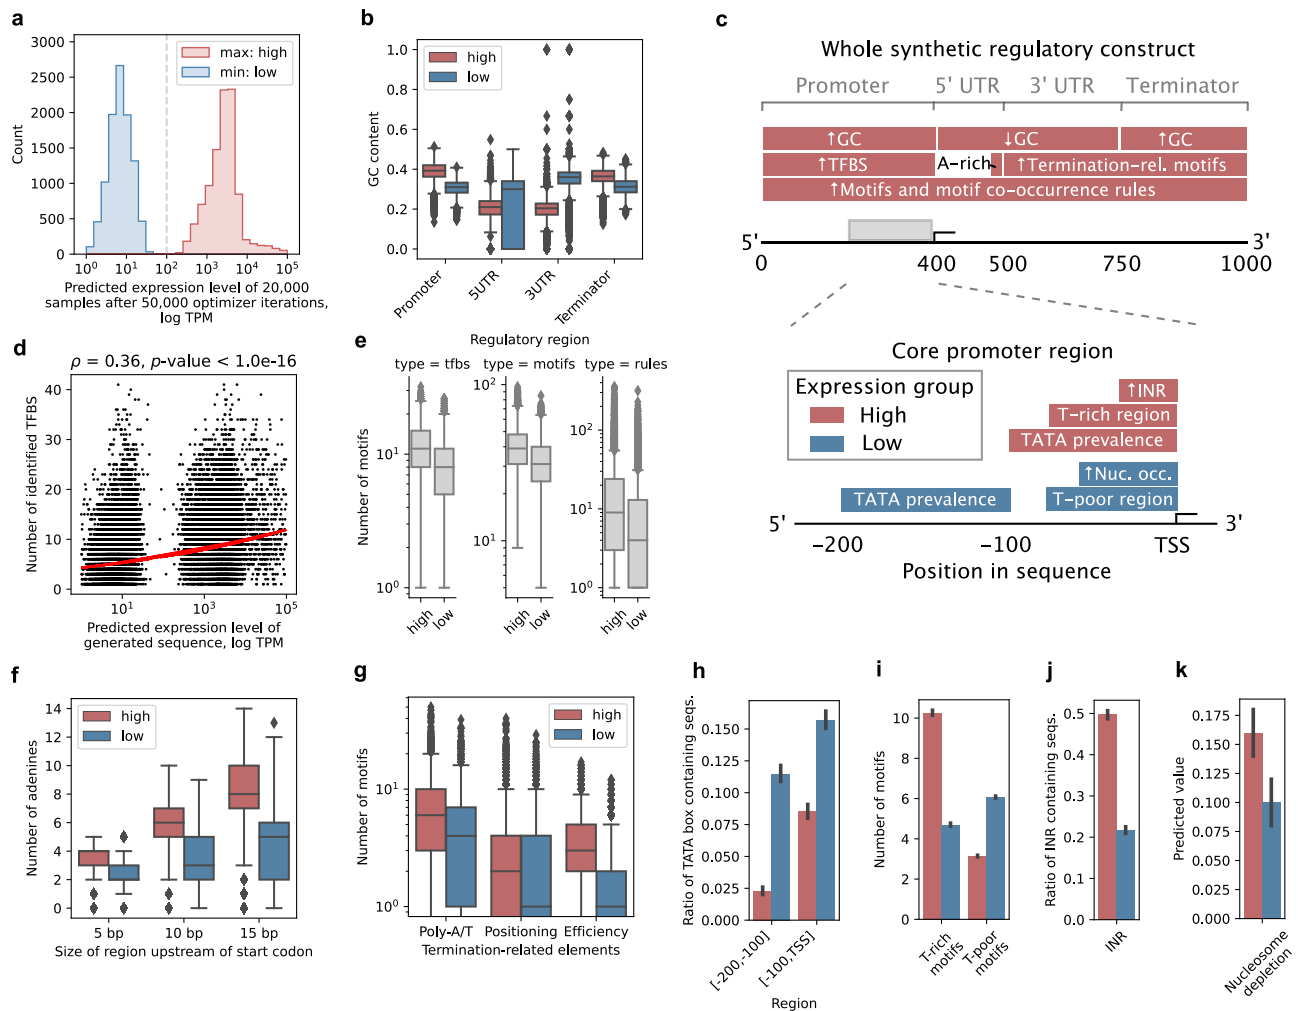 a
3000
2500
2000
1500
1000
500
0
Count
max: high
min: low
10⁰
10¹
10²
10³
10⁴
10⁵
Predicted expression level of 20,000
samples after 50,000 optimizer iterations,
log TPM
b
high
low
1.0
0.8
0.6
0.4
0.2
0.0
GC content
Promoter
5UTR
3UTR
Terminator
Regulatory region
c
Whole synthetic regulatory construct
Promoter
5' UTR
3' UTR
Terminator
↑GC
↓GC
↑GC
↑TFBS
A-rich
↑Termination-rel. motifs
↑Motifs and motif co-occurrence rules
5'
3'
0
400
500
750
1000
Core promoter region
Expression group
High
Low
↑INR
T-rich region
TATA prevalence
↑Nuc. occ.
TATA prevalence
T-poor region
5'
3'
−200
−100
TSS
Position in sequence
d
ρ = 0.36, p-value < 1.0e-16
40
35
30
25
20
15
10
5
0
Number of identified TFBS
10¹
10³
10⁵
Predicted expression level of
generated sequence, log TPM
e
type = tfbs
type = motifs
type = rules
Number of motifs
10¹
10⁰
10²
10¹
10²
10¹
10⁰
high
low
high
low
high
low
f
high
low
14
12
10
8
6
4
2
0
Number of adenines
5 bp
10 bp
15 bp
Size of region upstream of start codon
g
high
low
10¹
10⁰
Number of motifs
Poly-A/T
Positioning
Efficiency
Termination-related elements
h
0.150
0.125
0.100
0.075
0.050
0.025
0.000
Ratio of TATA box containing seqs.
[-200,-100]
[-100,TSS]
Region
i
10
8
6
4
2
0
Number of motifs
T-rich
motifs
T-poor
motifs
j
0.5
0.4
0.3
0.2
0.1
0.0
Ratio of INR containing seqs.
INR
k
0.175
0.150
0.125
0.100
0.075
0.050
0.025
0.000
Predicted value
Nucleosome
depletion